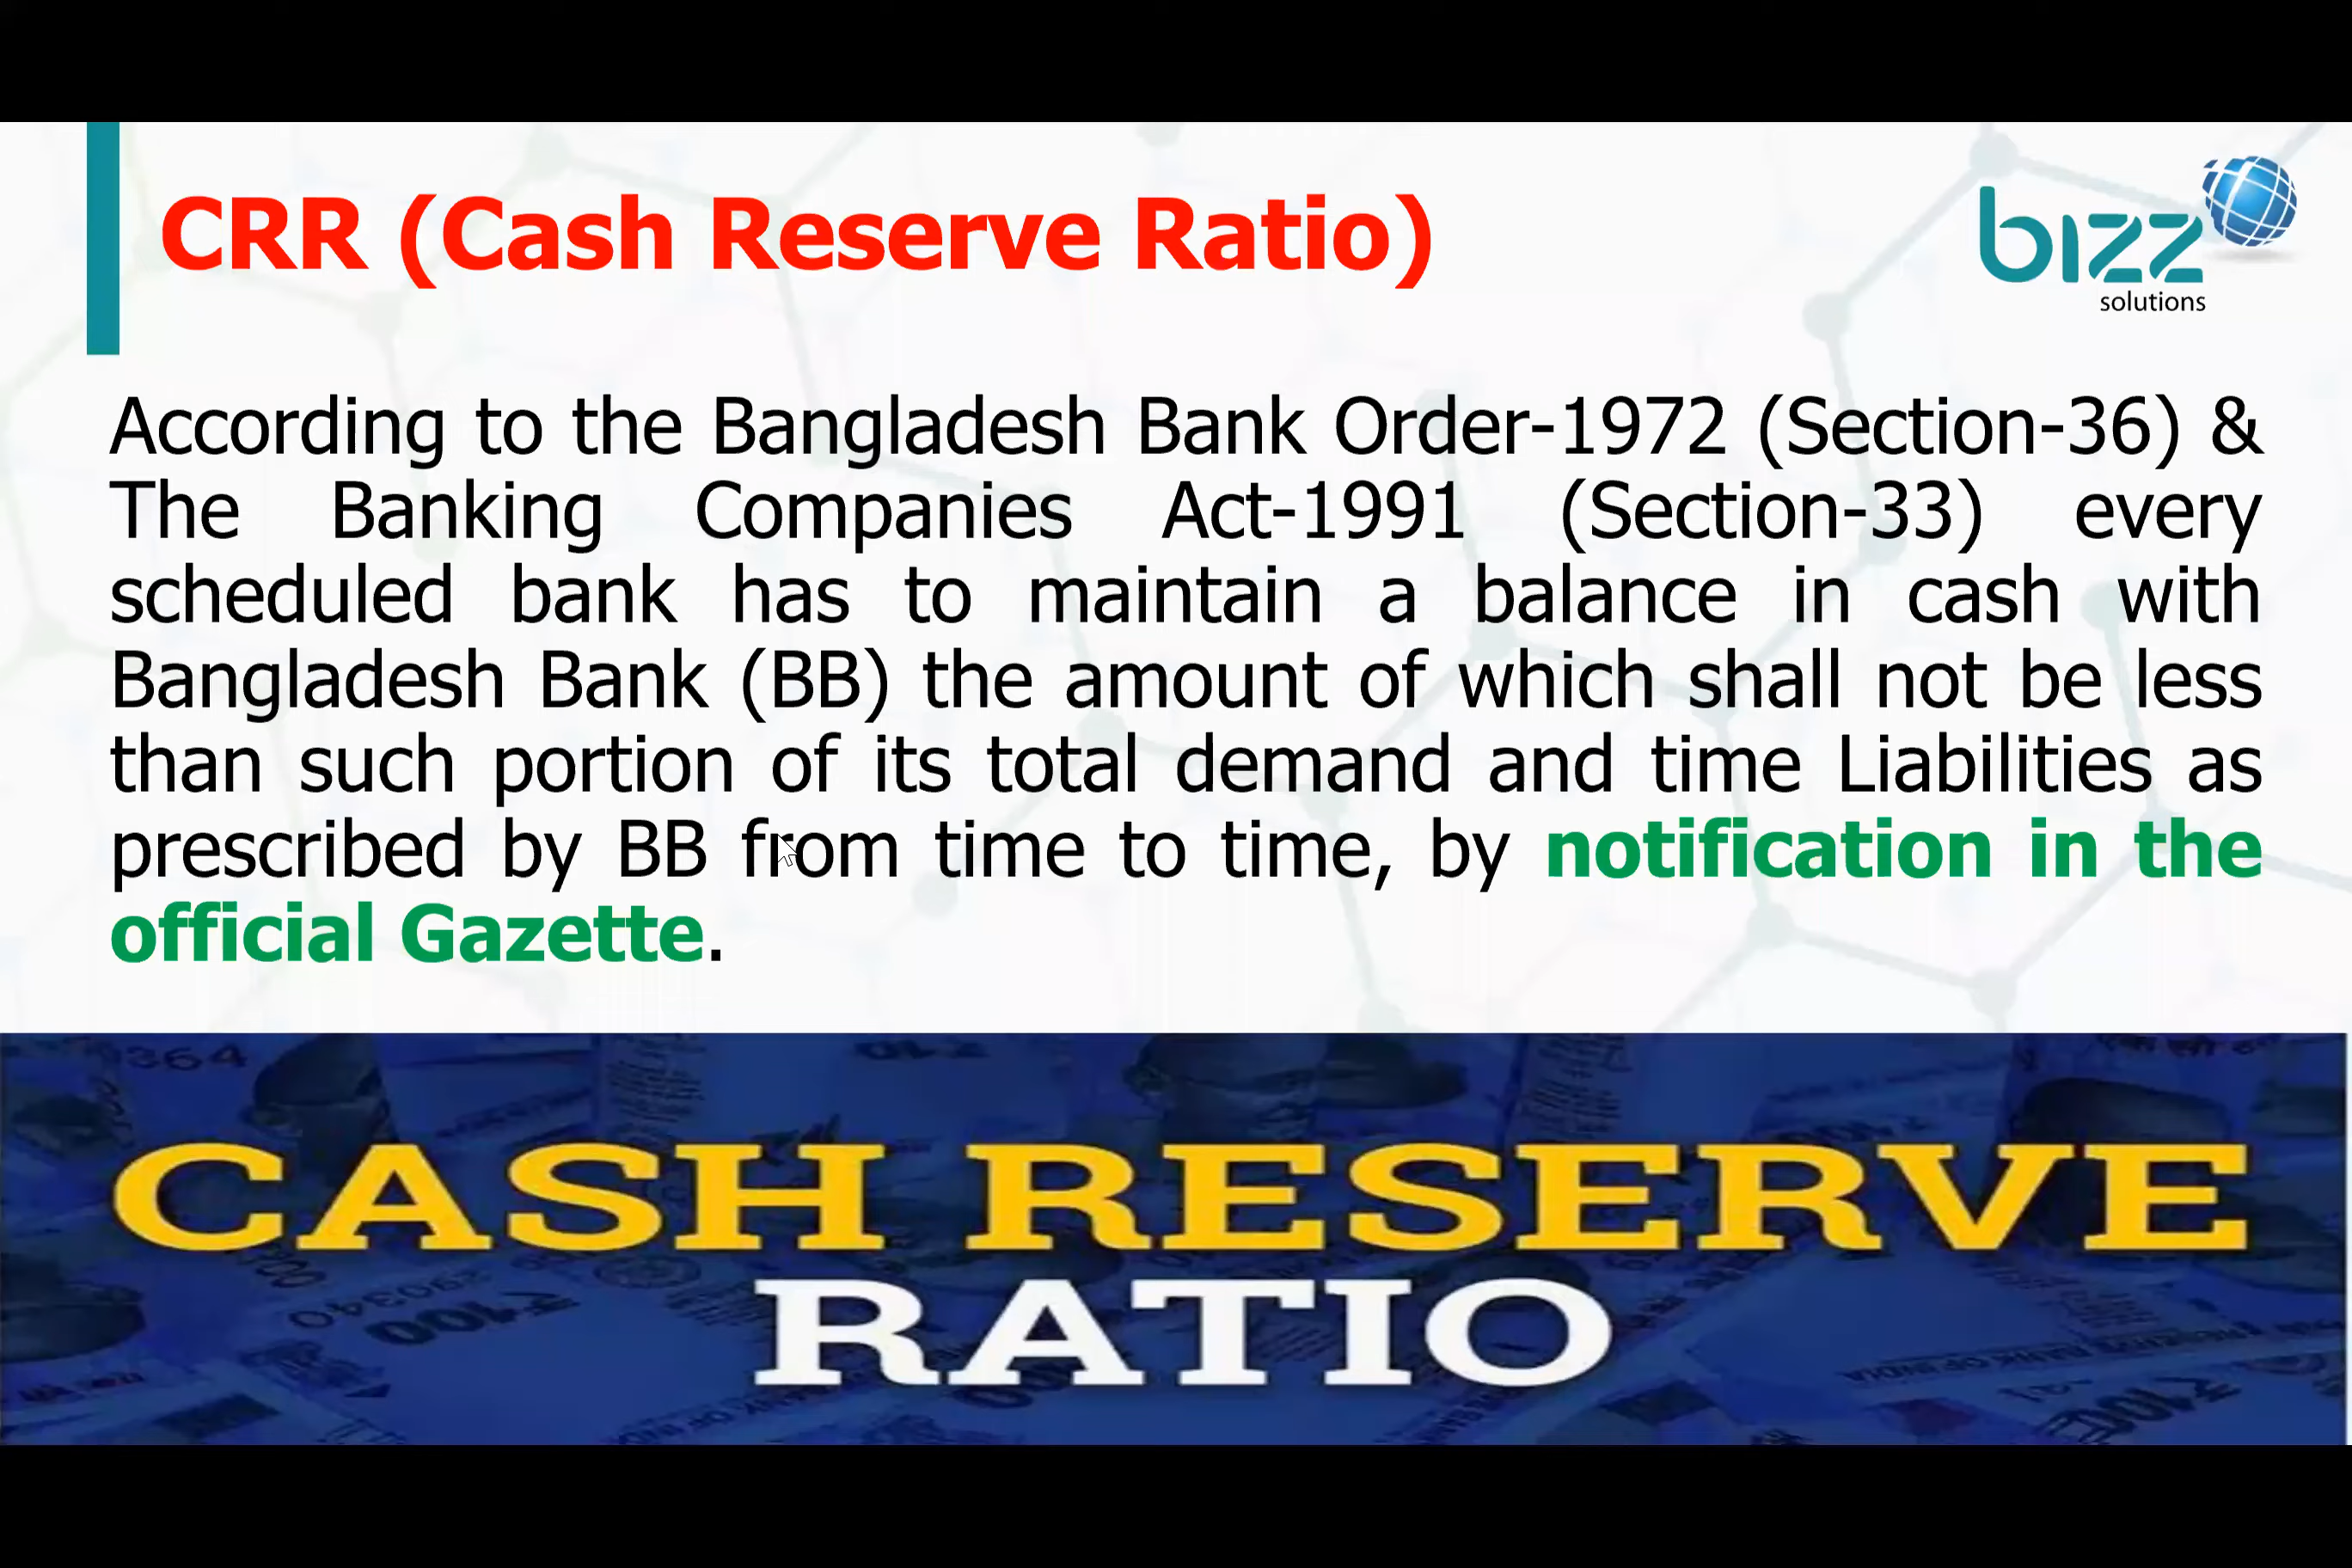 CRR (Cash Reserve Ratio)
bizz
solutions
According to the Bangladesh Bank Order-1972 (Section-36) &
The Banking Companies Act-1991 (Section-33) every
scheduled bank has to maintain a balance in cash with
Bangladesh Bank (BB) the amount of which shall not be less
than such portion of its total demand and time Liabilities as
prescribed by BB from time to time, by notification in the
official Gazette.
CASH RESERVE
RATIO